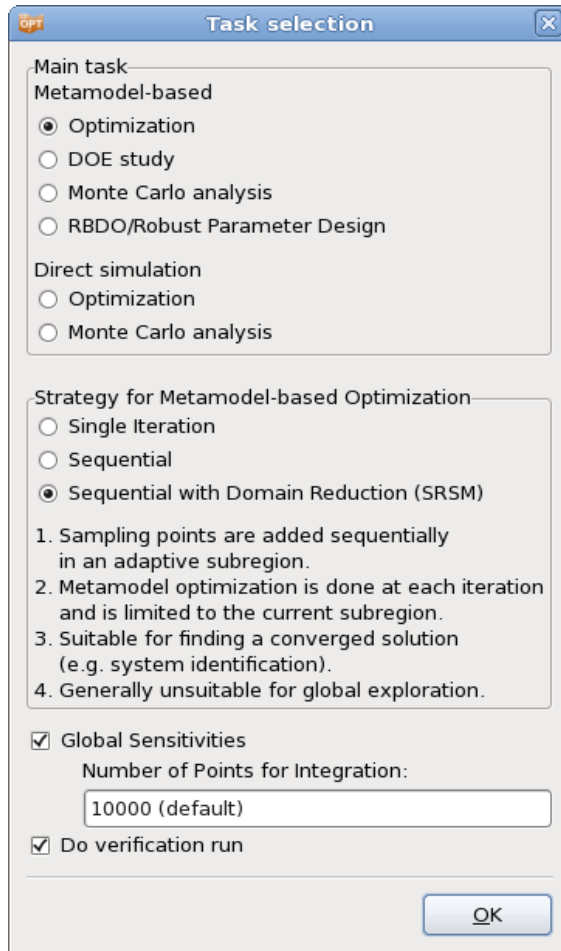 OPT
Task selection
Main task
Metamodel-based
Optimization
DOE study
Monte Carlo analysis
RBDO/Robust Parameter Design
Direct simulation
Optimization
Monte Carlo analysis
Strategy for Metamodel-based Optimization
Single Iteration
Sequential
Sequential with Domain Reduction (SRSM)
1. Sampling points are added sequentially
in an adaptive subregion.
2. Metamodel optimization is done at each iteration
and is limited to the current subregion.
3. Suitable for finding a converged solution
(e.g. system identification).
4. Generally unsuitable for global exploration.
Global Sensitivities
Number of Points for Integration:
10000 (default)
Do verification run
OK